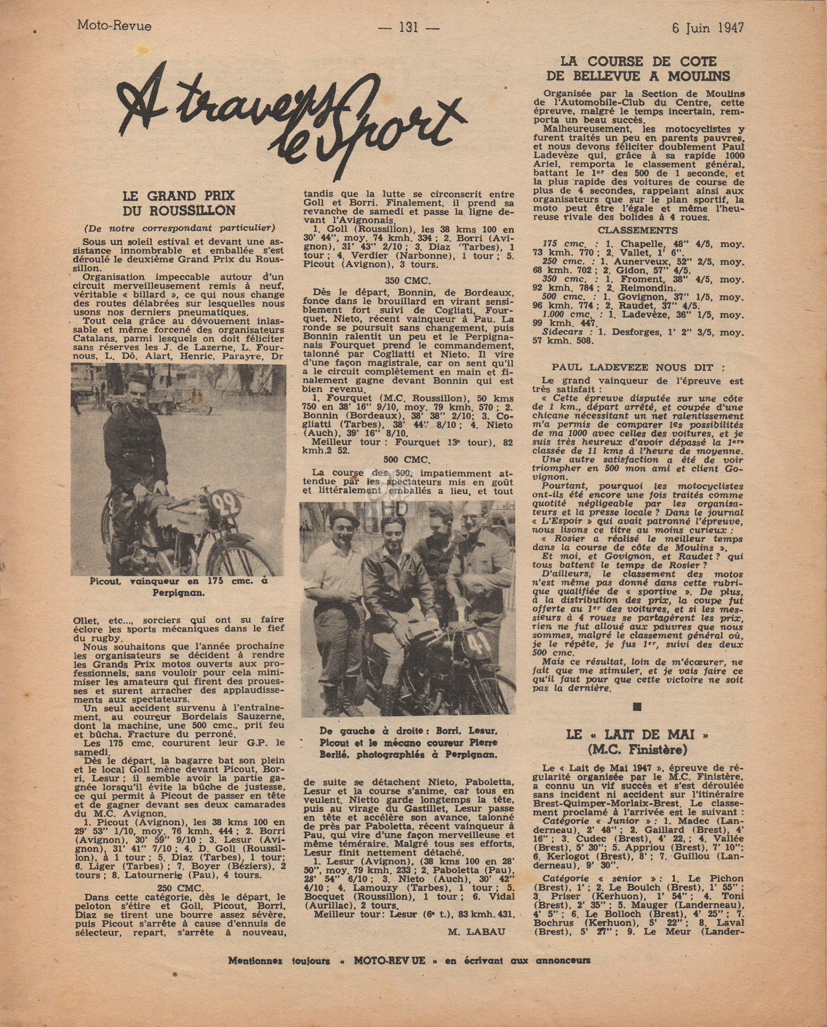 Moto-Revue
— 131 —
6 Juin 1947
A travers
le Sport
LE GRAND PRIX
DU ROUSSILLON
(De notre correspondant particulier)
Sous un soleil estival et devant une as-
sistance innombrable et emballée s'est
déroulé le deuxième Grand Prix du Rous-
sillon.
Organisation impeccable autour d'un
circuit merveilleusement remis à neuf,
véritable « billard », ce qui nous change
des routes délabrées sur lesquelles nous
usons nos derniers pneumatiques.
Tout cela grâce au dévouement inlas-
sable et même forcené des organisateurs
Catalans, parmi lesquels on doit féliciter
sans réserves les J. de Lazerne, L. Four-
nous, L. Dô, Alart, Henric, Parayre, Dr
22
Picout, vainqueur en 175 cmc. à
Perpignan.
Ollet, etc..., sorciers qui ont su faire
éclore les sports mécaniques dans le fief
du rugby.
Nous souhaitons que l'année prochaine
les organisateurs se décident à rendre
les Grands Prix motos ouverts aux pro-
fessionnels, sans vouloir pour cela mini-
miser les amateurs qui firent des proues-
ses et surent arracher des applaudisse-
ments aux spectateurs.
Un seul accident survenu à l'entraîne-
ment, au coureur Bordelais Sauzerne,
dont la machine, une 500 cmc., prit feu
et bûcha. Fracture du perroné.
Les 175 cmc. coururent leur G.P. le
samedi.
Dès le départ, la bagarre bat son plein
et le local Goll mène devant Picout, Bor-
ri, Lesur ; il semble avoir la partie ga-
gnée lorsqu'il évite la bûche de justesse,
ce qui permit à Picout de passer en tête
et de gagner devant ses deux camarades
du M.C. Avignon.
1. Picout (Avignon), les 38 kms 100 en
29' 53" 1/10, moy. 76 kmh. 444 ; 2. Borri
(Avignon), 30' 59" 9/10 ; 3. Lesur (Avi-
gnon), 31' 41" 7/10 ; 4. D. Goll (Roussil-
lon), à 1 tour ; 5. Diaz (Tarbes), 1 tour;
6. Liger (Tarbes) ; 7. Boyer (Béziers), 2
tours ; 8. Latournerie (Pau), 4 tours.
250 CMC.
Dans cette catégorie, dès le départ, le
peloton s'étire et Goll, Picout, Borri,
Diaz se tirent une bourre assez sévère,
puis Picout s'arrête à cause d'ennuis de
sélecteur, repart, s'arrête à nouveau,
tandis que la lutte se circonscrit entre
Goll et Borri. Finalement, il prend sa
revanche de samedi et passe la ligne de-
vant l'Avignonais.
1. Goll (Roussillon), les 38 kms 100 en
30' 44", moy. 74 kmh. 334 ; 2. Borri (Avi-
gnon), 31' 43" 2/10 ; 3. Diaz 'Tarbes), 1
tour ; 4. Verdier (Narbonne), 1 tour ; 5.
Picout (Avignon), 3 tours.
350 CMC.
Dès le départ, Bonnin, de Bordeaux,
fonce dans le brouillard en virant sensi-
blement fort suivi de Cogliati, Four-
quet, Nieto, récent vainqueur à Pau. La
ronde se poursuit sans changement, puis
Bonnin ralentit un peu et le Perpigna-
nais Fourquet prend le commandement,
talonné par Cogliatti et Nieto. Il vire
d'une façon magistrale, car on sent qu'il
a le circuit complètement en main et fi-
nalement gagne devant Bonnin qui est
bien revenu.
1. Fourquet (M.C. Roussillon), 50 kms
750 en 38' 16" 9/10, moy. 79 kmh. 570 ; 2.
Bonnin (Bordeaux), 38' 38" 2/10 ; 3. Co-
gliatti (Tarbes), 38' 44" 8/10 ; 4. Nieto
(Auch), 39' 16" 8/10.
Meilleur tour : Fourquet 13e tour), 82
kmh.2 52.
500 CMC.
La course des 500, impatiemment at-
tendue par les spectateurs mis en goût
et littéralement emballés a lieu, et tout
HD
41
De gauche à droite : Borri, Lesur,
Picout et le mécano coureur Pierre
Berlié, photographiés à Perpignan.
de suite se détachent Nieto, Paboletta,
Lesur et la course s'anime, car tous en
veulent. Nietto garde longtemps la tête,
puis au virage du Gastillet, Lesur passe
en tête et accélère son avance, talonné
de près par Paboletta, récent vainqueur à
Pau, qui vire d'une façon merveilleuse et
même téméraire. Malgré tous ses efforts,
Lesur finit nettement détaché.
1. Lesur (Avignon), (38 kms 100 en 28'
50", moy. 79 kmh. 233 ; 2. Paboletta (Pau),
28' 54" 6/10 ; 3. Nieto (Auch), 30' 42"
4/10 ; 4. Lamouzy (Tarbes), 1 tour ; 5.
Bocquet (Roussillon), 1 tour ; 6. Vidal
(Aurillac), 2 tours.
Meilleur tour : Lesur (6e t.), 83 kmh. 431.
M. LABAU
LA COURSE DE COTE
DE BELLEVUE A MOULINS
Organisée par la Section de Moulins
de l'Automobile-Club du Centre, cette
épreuve, malgré le temps incertain, rem-
porta un beau succès.
Malheureusement, les motocyclistes y
furent traités un peu en parents pauvres,
et nous devons féliciter doublement Paul
Ladevèze qui, grâce à sa rapide 1000
Ariel, remporta le classement général,
battant le 1er des 500 de 1 seconde, et
la plus rapide des voitures de course de
plus de 4 secondes, rappelant ainsi aux
organisateurs que sur le plan sportif, la
moto peut être l'égale et même l'heu-
reuse rivale des bolides à 4 roues.
CLASSEMENTS
175 cmc. : 1. Chapelle, 48" 4/5, moy.
73 kmh. 770 ; 2. Vallet, 1' 6".
250 cmc. : 1. Aunerveux, 52" 2/5, moy.
68 kmh. 702 ; 2. Gidon, 57" 4/5.
350 cmc. : 1. Froment, 38" 4/5, moy.
92 kmh. 784 ; 2. Reimondin.
500 cmc. : 1. Govignon, 37" 1/5, moy.
96 kmh. 774 ; 2. Raudet, 37" 4/5.
1.000 cmc. : 1. Ladevèze, 36" 1/5, moy.
99 kmh. 447.
Sidecars : 1. Desforges, 1' 2" 3/5, moy.
57 kmh. 508.
PAUL LADEVEZE NOUS DIT :
Le grand vainqueur de l'épreuve est
très satisfait :
« Cette épreuve disputée sur une côte
de 1 km., départ arrêté, et coupée d'une
chicane nécessitant un net ralentissement
m'a permis de comparer les possibilités
de ma 1000 avec celles des voitures, et je
suis très heureux d'avoir dépassé la 1ère
classée de 11 kms à l'heure de moyenne.
Une autre satisfaction a été de voir
triompher en 500 mon ami et client Go-
vignon.
Pourtant, pourquoi les motocyclistes
ont-ils été encore une fois traités comme
quotité négligeable par les organisa-
teurs et la presse locale ? Dans le journal
« L'Espoir » qui avait patronné l'épreuve,
nous lisons ce titre au moins curieux :
« Rosier a réalisé le meilleur temps
dans la course de côte de Moulins ».
Et moi, et Govignon, et Raudet ? qui
tous battent le temps de Rosier ?
D'ailleurs, le classement des motos
n'est même pas donné dans cette rubri-
que qualifiée de « sportive ». De plus,
à la distribution des prix, la coupe fut
offerte au 1er des voitures, et si les mes-
sieurs à 4 roues se partagèrent les prix,
rien ne fut alloué aux pauvres que nous
sommes, malgré le classement général où,
je le répète, je fus 1er, suivi des deux
500 cmc.
Mais ce résultat, loin de m'écœurer, ne
fait que me stimuler, et je vais faire ce
qu'il faut pour que cette victoire ne soit
pas la dernière.
LE « LAIT DE MAI »
(M.C. Finistère)
Le « Lait de Mai 1947 », épreuve de ré-
gularité organisée par le M.C. Finistère,
a connu un vif succès et s'est déroulée
sans incident ni accident sur l'itinéraire
Brest-Quimper-Morlaix-Brest. Le classe-
ment proclamé à l'arrivée est le suivant :
Catégorie « Junior » : 1. Madec (Lan-
derneau), 2' 48" ; 2. Gaillard (Brest), 4'
16" ; 3. Cudec (Brest), 4' 22, ; 4. Vallée
(Brest), 5' 30" ; 5. Appriou (Brest), 7' 10" ;
6. Kerlogot (Brest), 8' ; 7. Guillou (Lan-
derneau), 9' 30".
Catégorie « senior » : 1. Le Pichon
(Brest), 1' ; 2. Le Boulch (Brest), 1' 55" ;
3. Priser (Kerhuon), 1' 54" ; 4. Toni
(Brest), 2' 35" ; 5. Mauger (Landerneau),
4' 5" ; 6. Le Bolloch (Brest), 4' 25" ; 7.
Bochrus (Kerhuon), 5' 22" ; 8. Laval
(Brest), 5' 27" ; 9. Le Meur (Lander-
Mentionnez toujours « MOTO-REVUE » en écrivant aux annonceurs